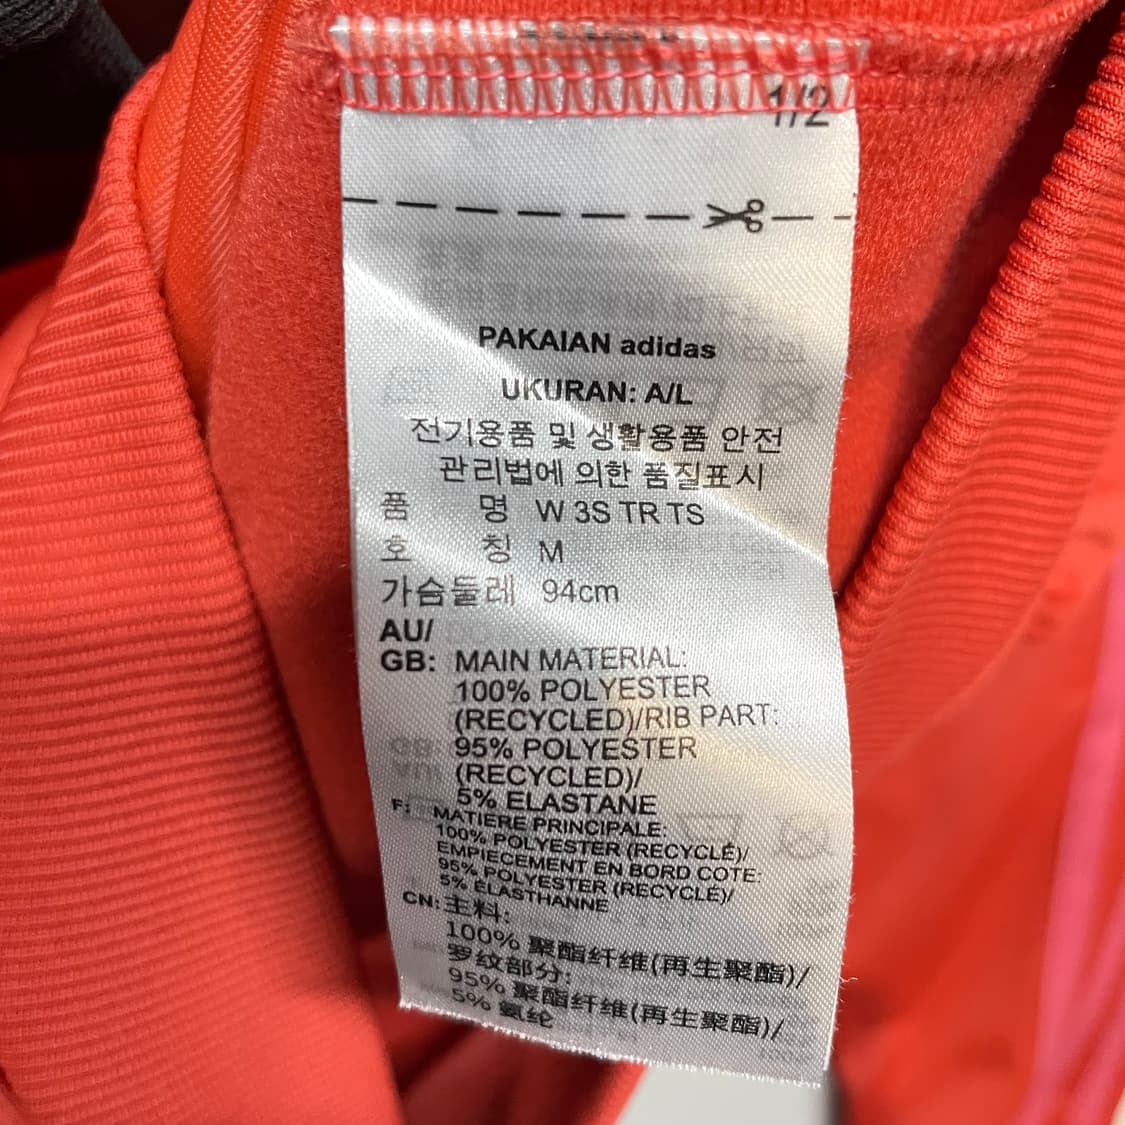 1/2
PAKAIAN adidas
UKURAN: A/L
전기용품 및 생활용품 안전
관리법에 의한 품질표시
품 명 W 3S TR TS
호 칭 M
가슴둘레 94cm
AU/
GB: MAIN MATERIAL:
100% POLYESTER
(RECYCLED)/RIB PART:
95% POLYESTER
(RECYCLED)/
5% ELASTANE
F: MATIERE PRINCIPALE:
100% POLYESTER (RECYCLÉ)/
EMPIECEMENT EN BORD COTE:
95% POLYESTER (RECYCLÉ)/
5% ÉLASTHANNE
CN: 主料:
100% 聚酯纤维(再生聚酯)/
罗纹部分:
95% 聚酯纤维(再生聚酯)/
5% 氨纶